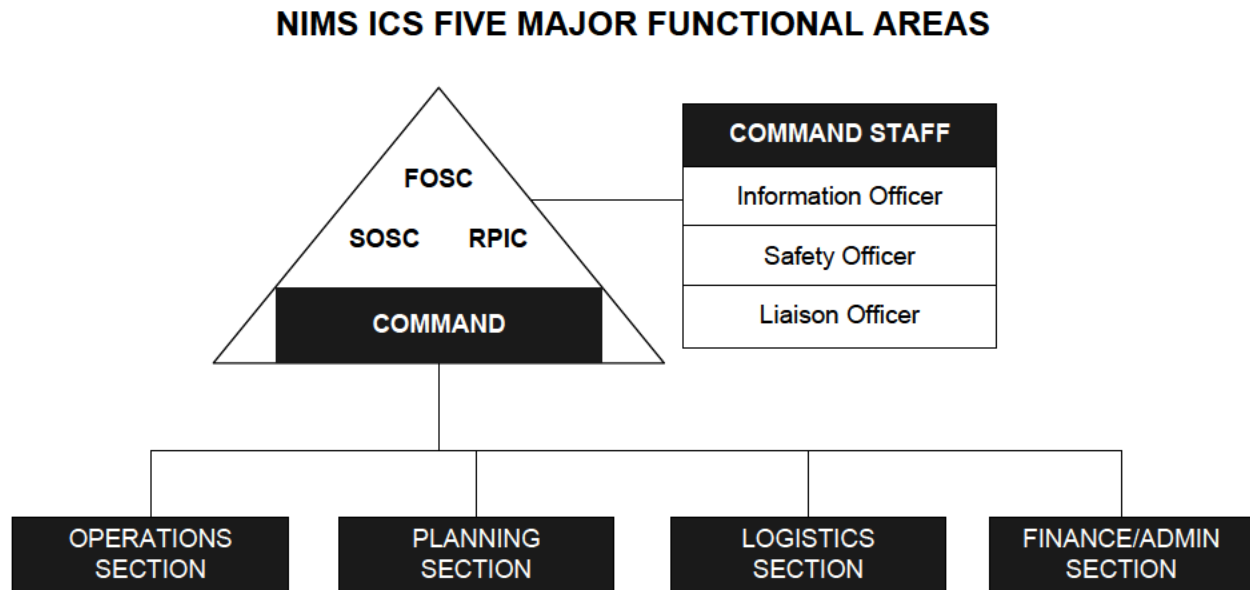 NIMS ICS FIVE MAJOR FUNCTIONAL AREAS
FOSC
SOSC RPIC
COMMAND
COMMAND STAFF
Information Officer
Safety Officer
Liaison Officer
OPERATIONS
SECTION
PLANNING
SECTION
LOGISTICS
SECTION
FINANCE/ADMIN
SECTION